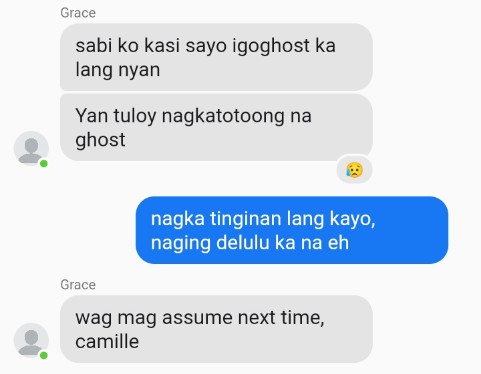 Grace
sabi ko kasi sayo igoghost ka
lang nyan
Yan tuloy nagkatotoong na
ghost
nagka tinginan lang kayo,
naging delulu ka na eh
Grace
wag mag assume next time,
camille